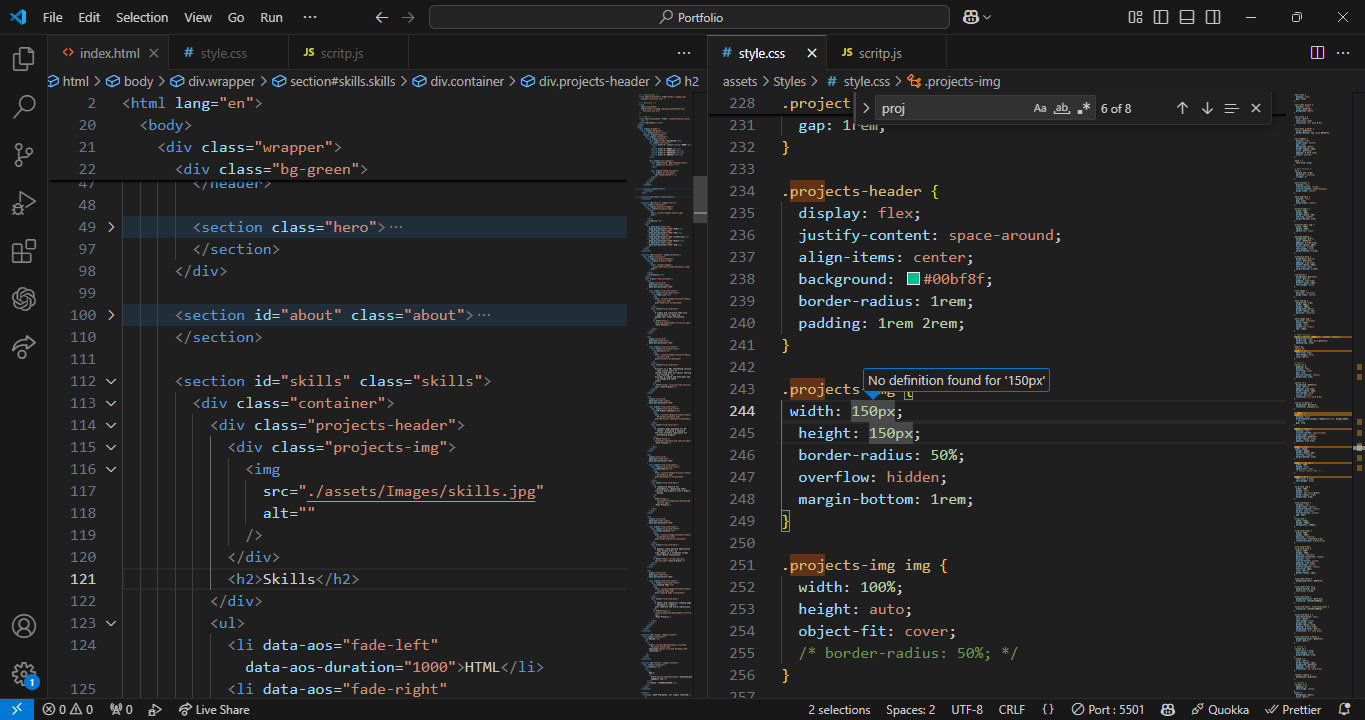 File Edit Selection View Go Run ··· Portfolio
index.html style.css scritp.js ···
html > body > div.wrapper > section#skills.skills > div.container > div.projects-header > h2
2 <html lang="en">
20 <body>
21 <div class="wrapper">
22 <div class="bg-green">
47 </header>
48
49 <section class="hero">···
97 </section>
98 </div>
99
100 <section id="about" class="about">···
110 </section>
111
112 <section id="skills" class="skills">
113 <div class="container">
114 <div class="projects-header">
115 <div class="projects-img">
116 <img
117 src="./assets/Images/skills.jpg"
118 alt=""
119 />
120 </div>
121 <h2>Skills</h2>
122 </div>
123 <ul>
124 <li data-aos="fade-left"
data-aos-duration="1000">HTML</li>
125 <li data-aos="fade-right"
style.css scritp.js ···
assets > Styles > style.css > .projects-img
proj Aa ab 6 of 8
228 .project
231 gap: 1rem;
232 }
233
234 .projects-header {
235 display: flex;
236 justify-content: space-around;
237 align-items: center;
238 background: #00bf8f;
239 border-radius: 1rem;
240 padding: 1rem 2rem;
241 }
242
No definition found for '150px'
243 .projects-img {
244 width: 150px;
245 height: 150px;
246 border-radius: 50%;
247 overflow: hidden;
248 margin-bottom: 1rem;
249 }
250
251 .projects-img img {
252 width: 100%;
253 height: auto;
254 object-fit: cover;
255 /* border-radius: 50%; */
256 }
257
1
0 0 0 Live Share 2 selections Spaces: 2 UTF-8 CRLF {} Port : 5501 Quokka Prettier